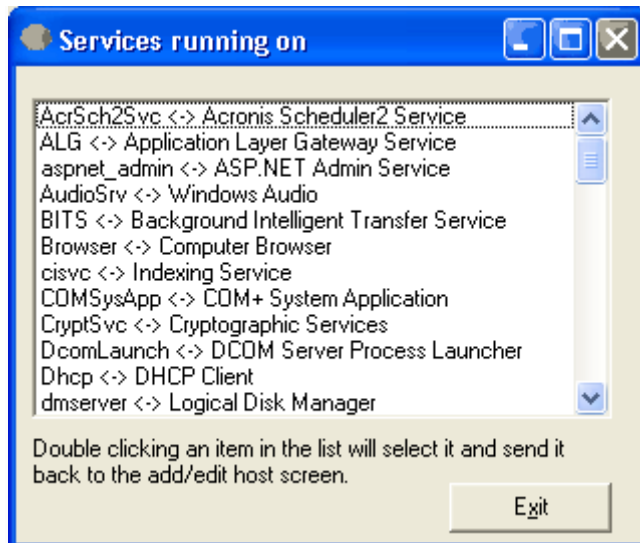 Services running on
AcrSch2Svc <-> Acronis Scheduler2 Service
ALG <-> Application Layer Gateway Service
aspnet_admin <-> ASP.NET Admin Service
AudioSrv <-> Windows Audio
BITS <-> Background Intelligent Transfer Service
Browser <-> Computer Browser
cisvc <-> Indexing Service
COMSysApp <-> COM+ System Application
CryptSvc <-> Cryptographic Services
DcomLaunch <-> DCOM Server Process Launcher
Dhcp <-> DHCP Client
dmserver <-> Logical Disk Manager
Double clicking an item in the list will select it and send it
back to the add/edit host screen.
Exit